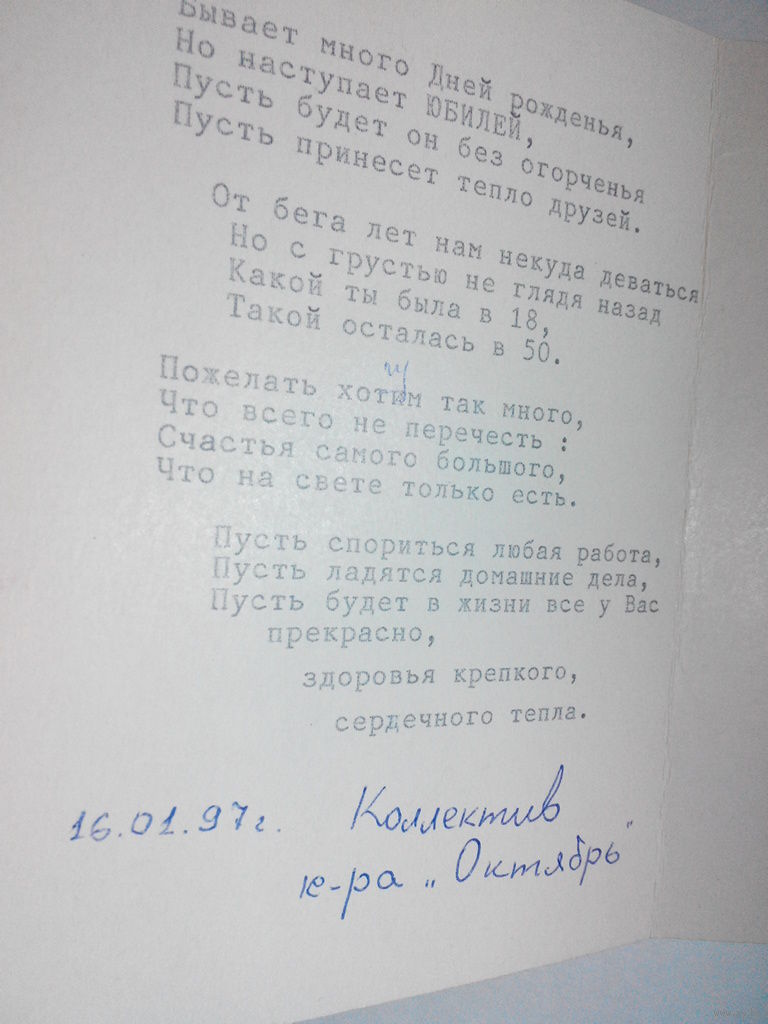 Бывает много Дней рожденья,
Но наступает ЮБИЛЕЙ,
Пусть будет он без огорченья
Пусть принесет тепло друзей.
От бега лет нам некуда деваться
Но с грустью не глядя назад
Какой ты была в 18,
Такой осталась в 50.
Пожелать хотим так много,
Что всего не перечесть :
Счастья самого большого,
Что на свете только есть.
Пусть спориться любая работа,
Пусть ладятся домашние дела,
Пусть будет в жизни все у Вас
прекрасно,
здоровья крепкого,
сердечного тепла.
16.01.97г. Коллектив
к-ра „Октябрь"